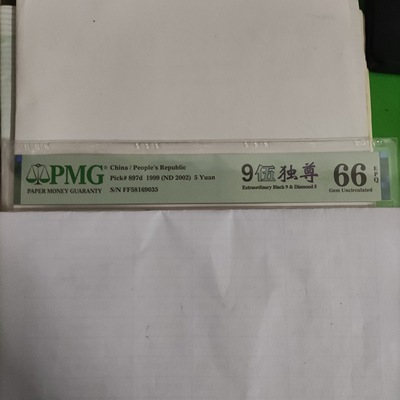 PMG®
PAPER MONEY GUARANTY
China / People's Republic
Pick# 897d 1999 (ND 2002) 5 Yuan
S/N FF58169035
9伍独尊
Extraordinary Black 9 & Diamond 5
66 EPQ
Gem Uncirculated